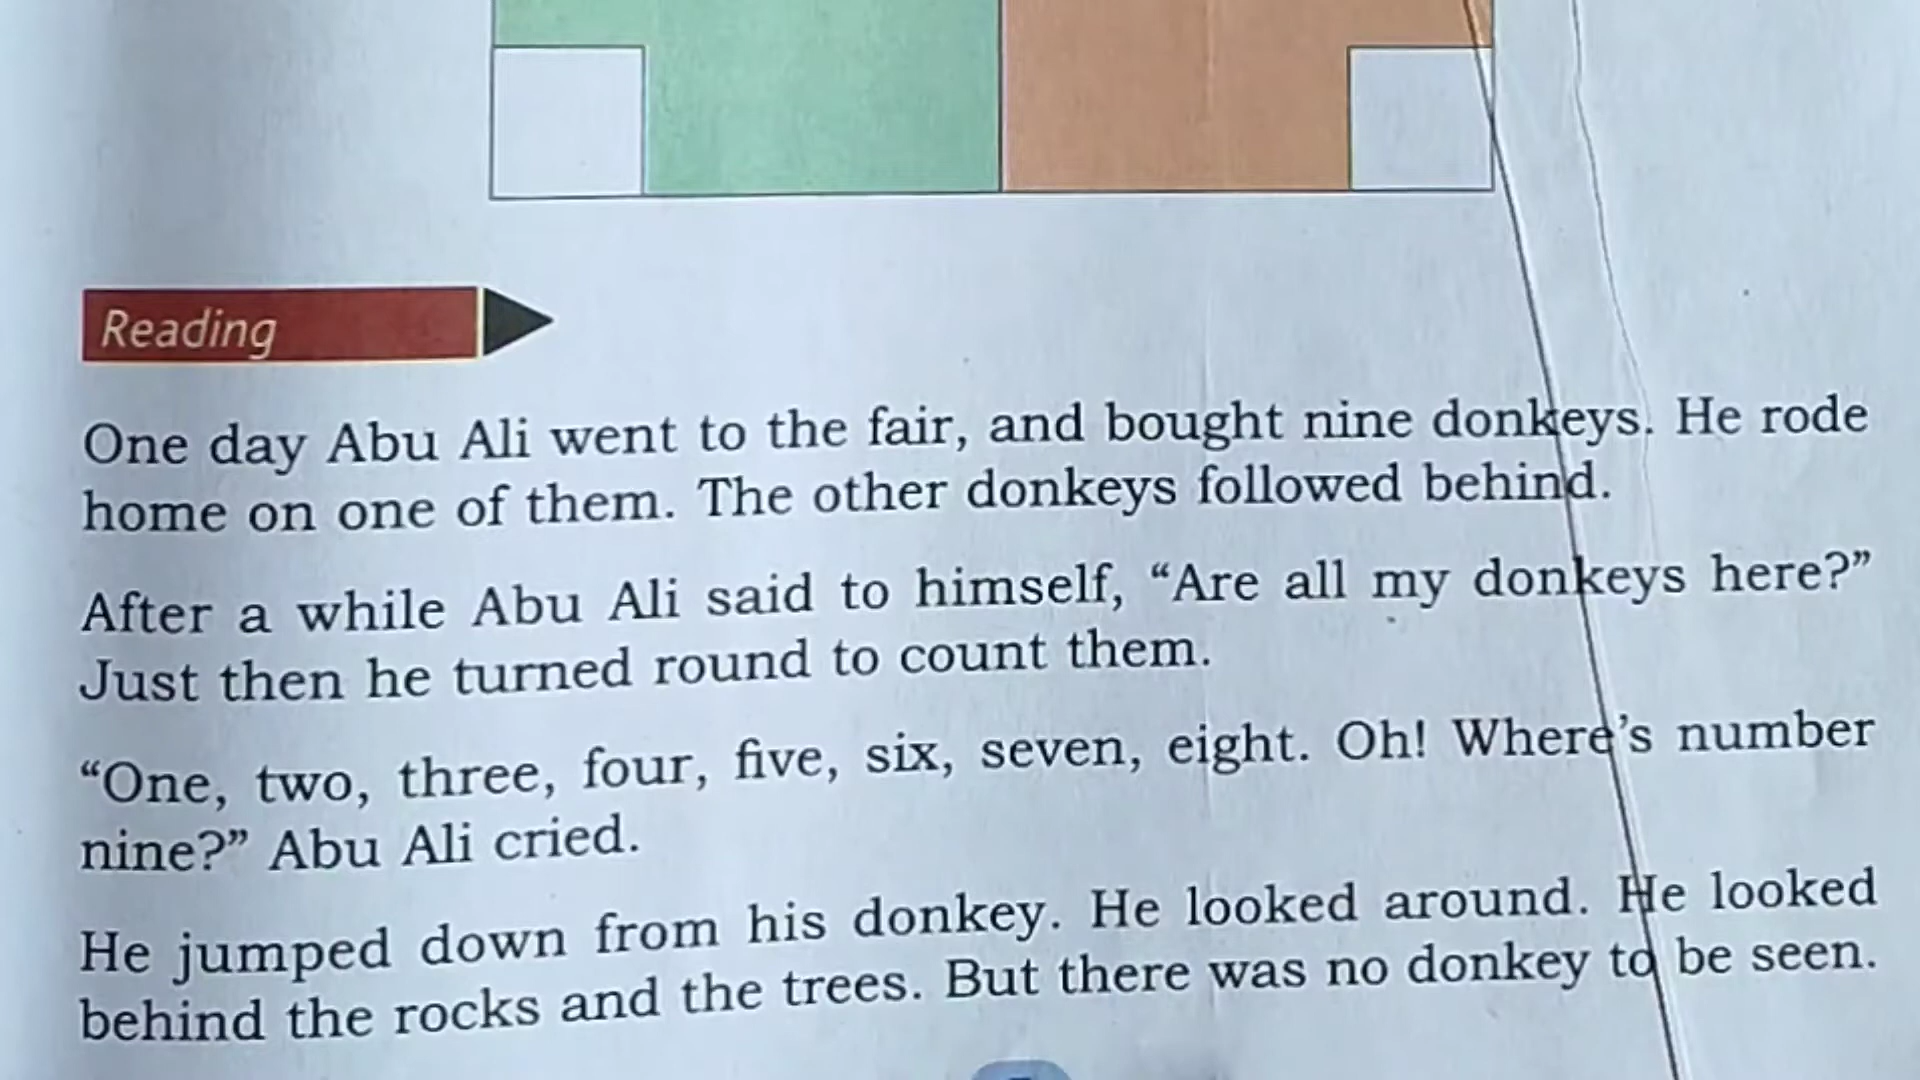 Reading
One day Abu Ali went to the fair, and bought nine donkeys. He rode
home on one of them. The other donkeys followed behind.
After a while Abu Ali said to himself, “Are all my donkeys here?”
Just then he turned round to count them.
“One, two, three, four, five, six, seven, eight. Oh! Where’s number
nine?” Abu Ali cried.
He jumped down from his donkey. He looked around. He looked
behind the rocks and the trees. But there was no donkey to be seen.